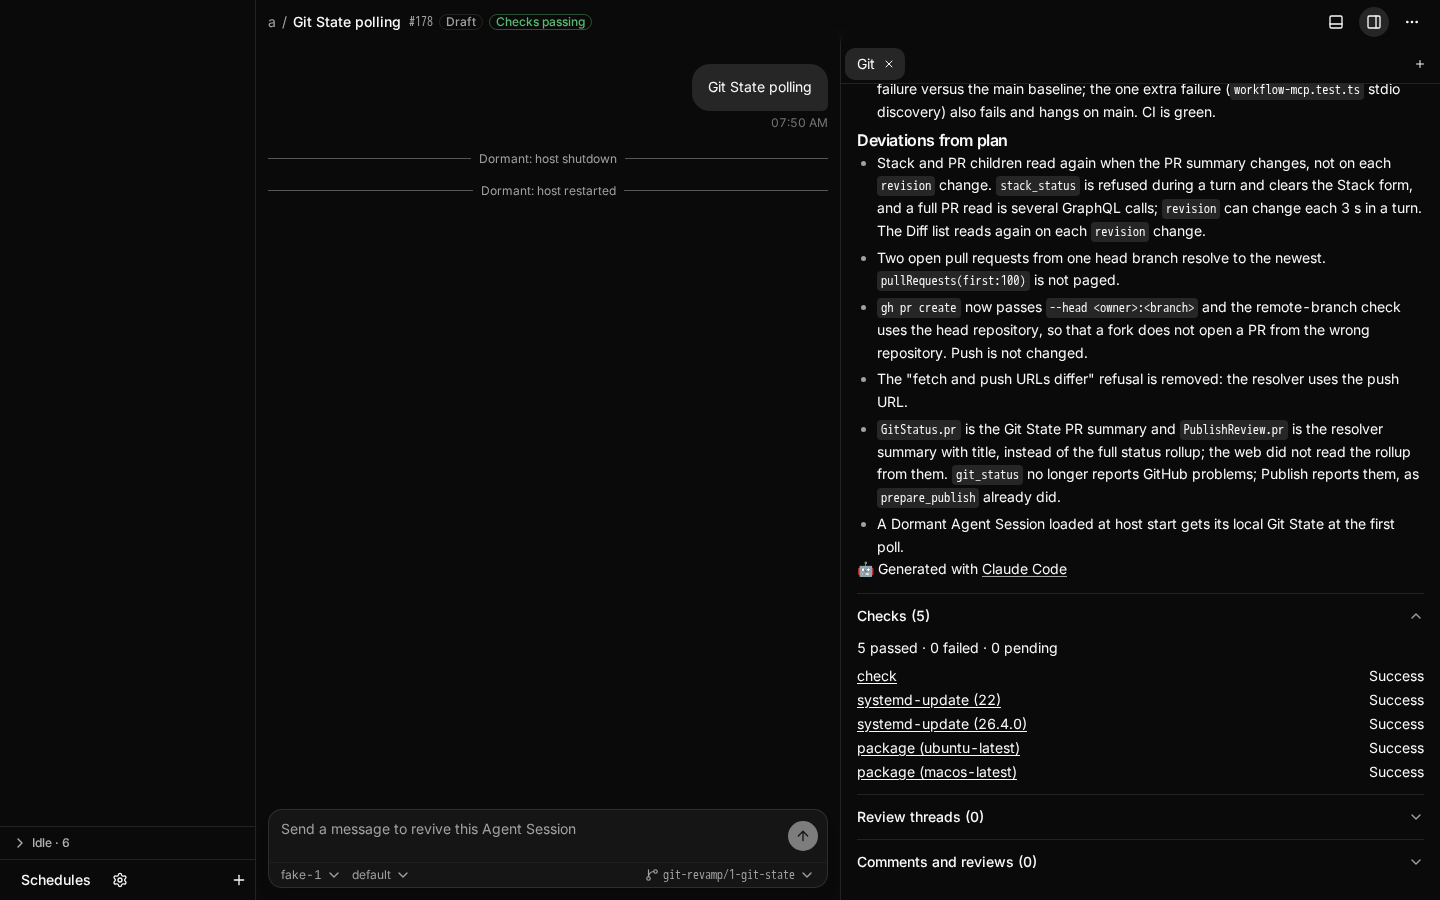 a / Git State polling #178 Draft Checks passing
Git State polling
07:50 AM
Dormant: host shutdown
Dormant: host restarted
Send a message to revive this Agent Session
fake-1 default git-revamp/1-git-state
Idle · 6
Schedules
Git
failure versus the main baseline; the one extra failure (workflow-mcp.test.ts stdio
discovery) also fails and hangs on main. CI is green.
Deviations from plan
Stack and PR children read again when the PR summary changes, not on each
revision change. stack_status is refused during a turn and clears the Stack form,
and a full PR read is several GraphQL calls; revision can change each 3 s in a turn.
The Diff list reads again on each revision change.
Two open pull requests from one head branch resolve to the newest.
pullRequests(first:100) is not paged.
gh pr create now passes --head <owner>:<branch> and the remote-branch check
uses the head repository, so that a fork does not open a PR from the wrong
repository. Push is not changed.
The "fetch and push URLs differ" refusal is removed: the resolver uses the push
URL.
GitStatus.pr is the Git State PR summary and PublishReview.pr is the resolver
summary with title, instead of the full status rollup; the web did not read the rollup
from them. git_status no longer reports GitHub problems; Publish reports them, as
prepare_publish already did.
A Dormant Agent Session loaded at host start gets its local Git State at the first
poll.
🤖 Generated with Claude Code
Checks (5)
5 passed · 0 failed · 0 pending
check Success
systemd-update (22) Success
systemd-update (26.4.0) Success
package (ubuntu-latest) Success
package (macos-latest) Success
Review threads (0)
Comments and reviews (0)